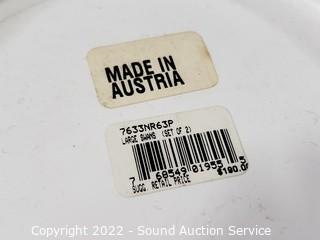 MADE IN
AUSTRIA
7633NR63P
LARGE SWANS (SET OF 2)
7 68549 01955 5
SUGG. RETAIL PRICE $190.0
Copyright 2022 - Sound Auction Service